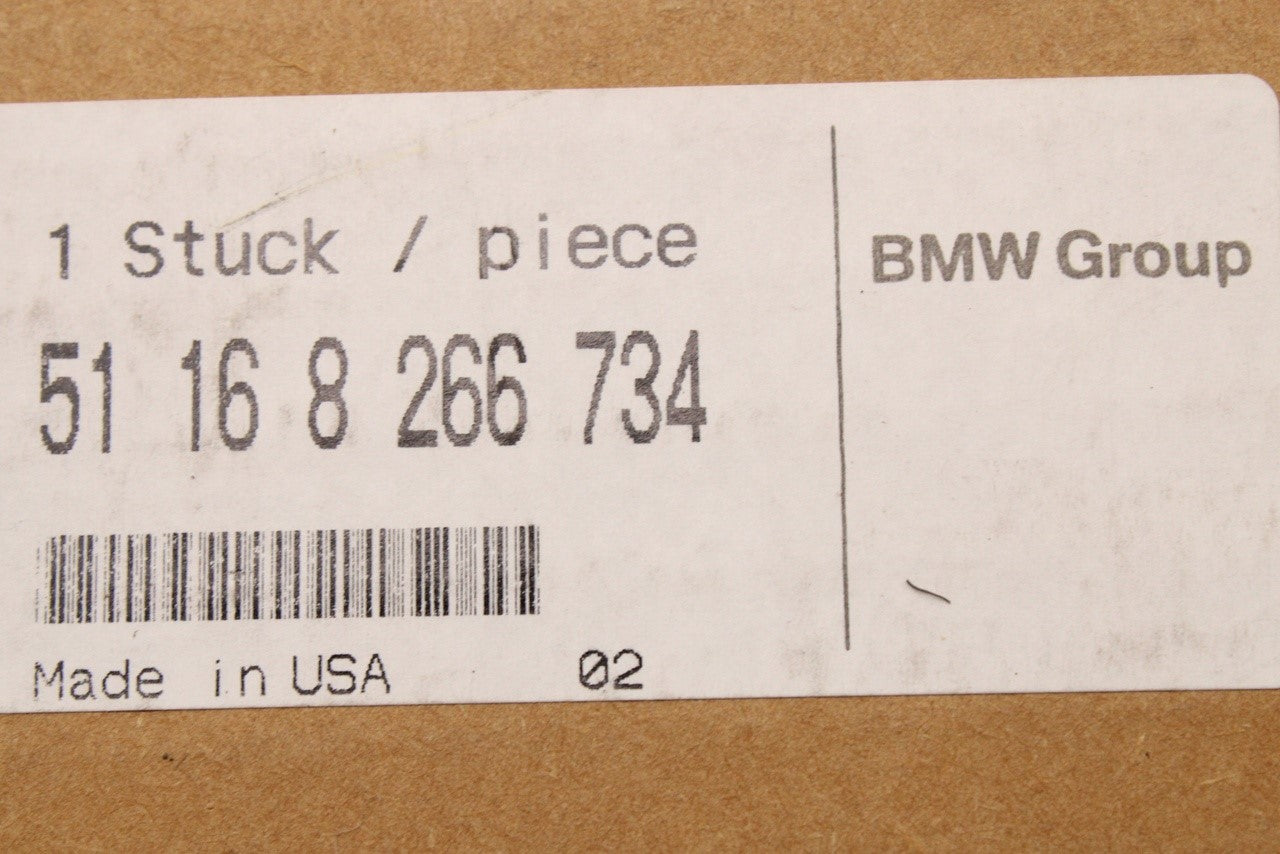 1 Stuck / piece
BMW Group
51 16 8 266 734
Made in USA 02